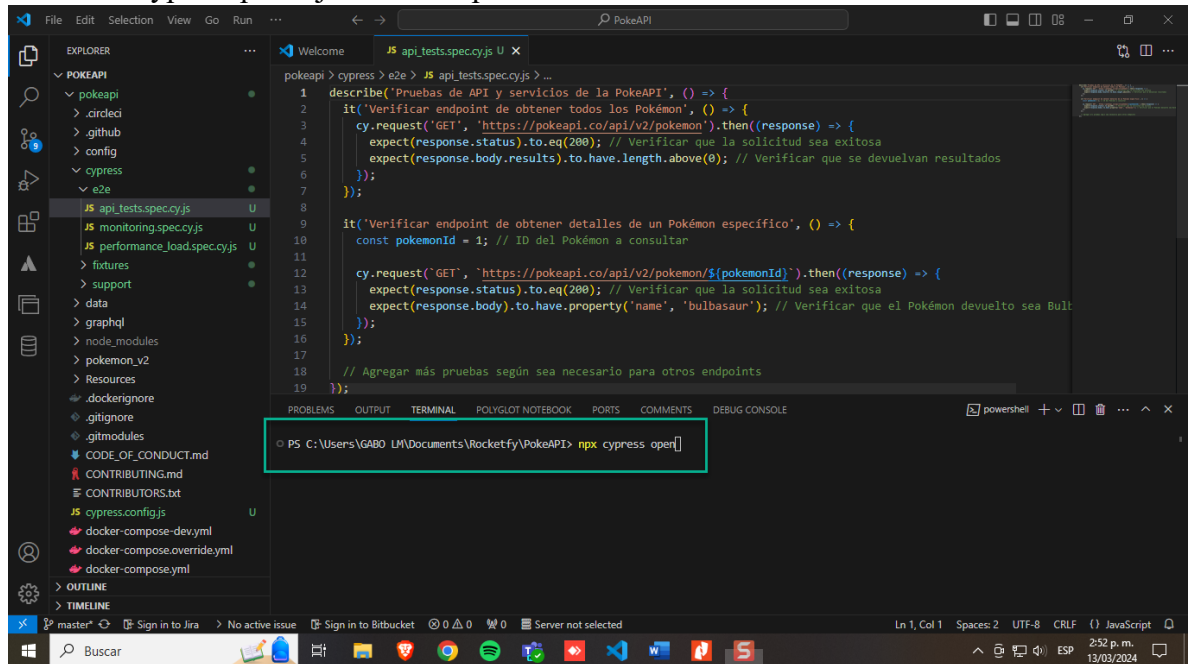 File Edit Selection View Go Run ... PokeAPI
EXPLORER ...
POKEAPI
pokeapi
.circleci
.github
config
cypress
e2e
JS api_tests.spec.cy.js U
JS monitoring.spec.cy.js U
JS performance_load.spec.cy.js U
fixtures
support
data
graphql
node_modules
pokemon_v2
Resources
.dockerignore
.gitignore
.gitmodules
CODE_OF_CONDUCT.md
CONTRIBUTING.md
CONTRIBUTORS.txt
JS cypress.config.js U
docker-compose-dev.yml
docker-compose.override.yml
docker-compose.yml
OUTLINE
TIMELINE
9
Welcome JS api_tests.spec.cy.js U
pokeapi > cypress > e2e > JS api_tests.spec.cy.js > ...
1 describe('Pruebas de API y servicios de la PokeAPI', () => {
2 it('Verificar endpoint de obtener todos los Pokémon', () => {
3 cy.request('GET', 'https://pokeapi.co/api/v2/pokemon').then((response) => {
4 expect(response.status).to.eq(200); // Verificar que la solicitud sea exitosa
5 expect(response.body.results).to.have.length.above(0); // Verificar que se devuelvan resultados
6 });
7 });
8
9 it('Verificar endpoint de obtener detalles de un Pokémon específico', () => {
10 const pokemonId = 1; // ID del Pokémon a consultar
11
12 cy.request(`GET`, `https://pokeapi.co/api/v2/pokemon/${pokemonId}`).then((response) => {
13 expect(response.status).to.eq(200); // Verificar que la solicitud sea exitosa
14 expect(response.body).to.have.property('name', 'bulbasaur'); // Verificar que el Pokémon devuelto sea Bulb
15 });
16 });
17
18 // Agregar más pruebas según sea necesario para otros endpoints
19 });
PROBLEMS OUTPUT TERMINAL POLYGLOT NOTEBOOK PORTS COMMENTS DEBUG CONSOLE powershell
PS C:\Users\GABO LM\Documents\Rocketfy\PokeAPI> npx cypress open
master* Sign in to Jira No active issue Sign in to Bitbucket 0 0 0 Server not selected Ln 1, Col 1 Spaces: 2 UTF-8 CRLF {} JavaScript
Buscar ESP 2:52 p. m.
13/03/2024